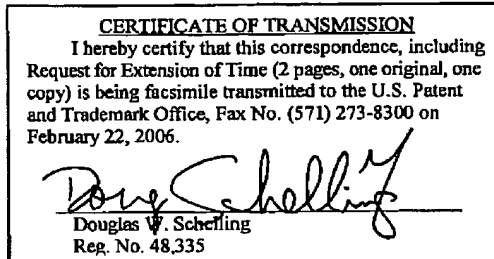 CERTIFICATE OF TRANSMISSION
I hereby certify that this correspondence, including
Request for Extension of Time (2 pages, one original, one
copy) is being facsimile transmitted to the U.S. Patent
and Trademark Office, Fax No. (571) 273-8300 on
February 22, 2006.
Doug Schelling
Douglas W. Schelling
Reg. No. 48,335